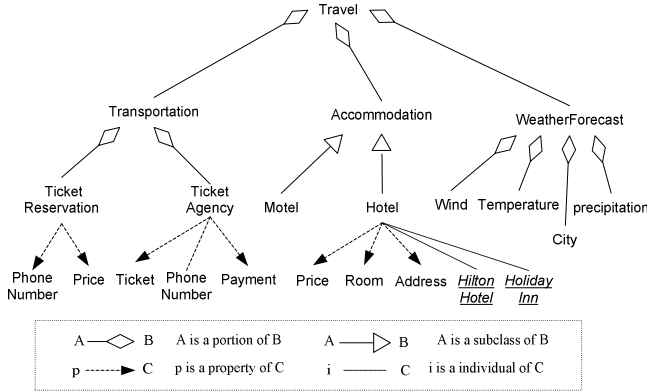 Travel
Transportation
Accommodation
WeatherForecast
Ticket Reservation
Ticket Agency
Motel
Hotel
Wind
Temperature
City
precipitation
Phone Number
Price
Ticket
Phone Number
Payment
Price
Room
Address
Hilton Hotel
Holiday Inn
A B A is a portion of B
A B A is a subclass of B
p C p is a property of C
i C i is a individual of C